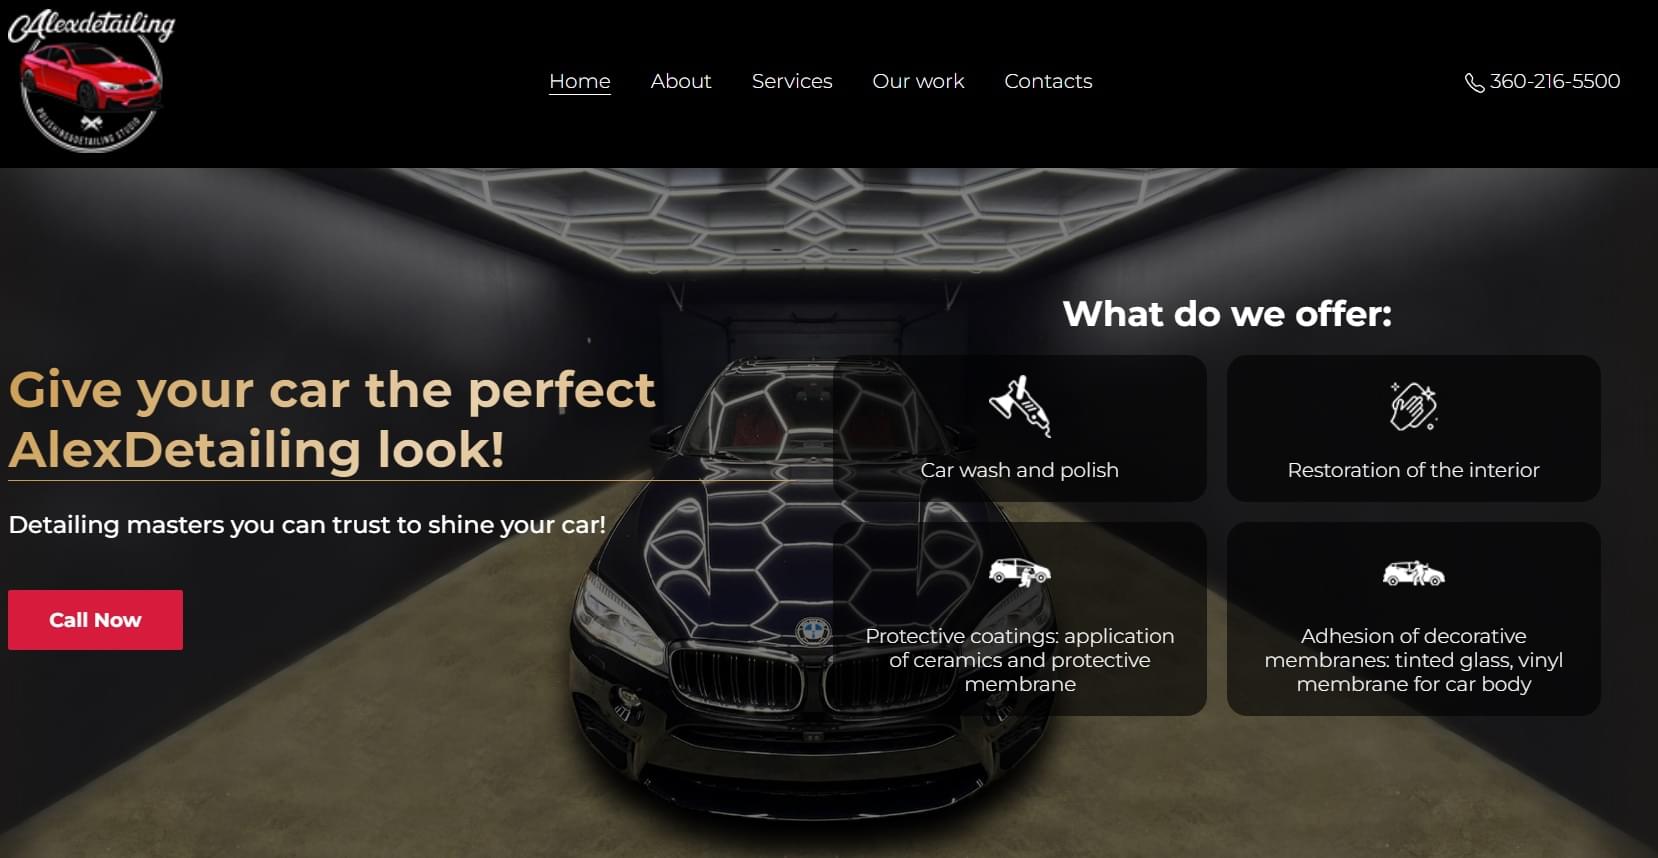 Alexdetailing
POLISHING&DETAILING STUDIO
Home
About
Services
Our work
Contacts
360-216-5500
Give your car the perfect
AlexDetailing look!
Detailing masters you can trust to shine your car!
Call Now
What do we offer:
Car wash and polish
Restoration of the interior
Protective coatings: application
of ceramics and protective
membrane
Adhesion of decorative
membranes: tinted glass, vinyl
membrane for car body